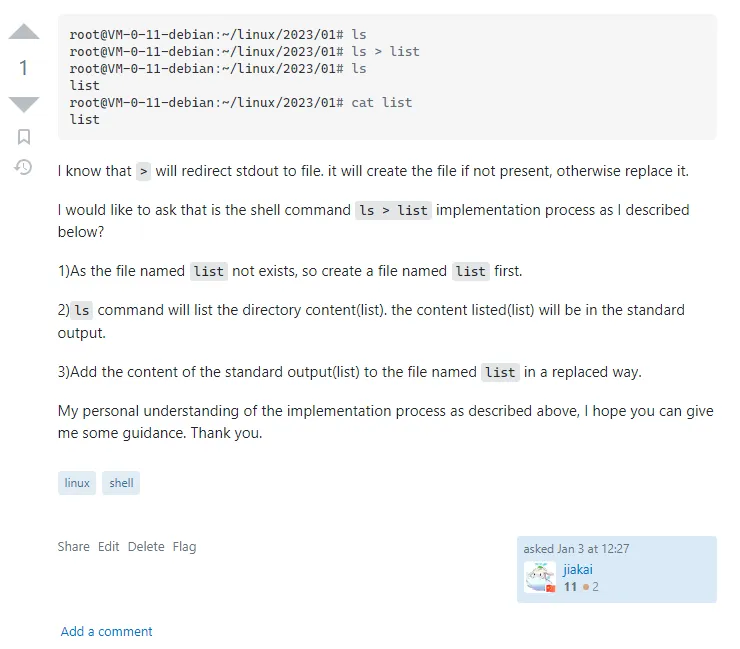 root@VM-0-11-debian:~/linux/2023/01# ls
root@VM-0-11-debian:~/linux/2023/01# ls > list
root@VM-0-11-debian:~/linux/2023/01# ls
list
1
root@VM-0-11-debian:~/linux/2023/01# cat list
list
I know that > will redirect stdout to file. it will create the file if not present, otherwise replace it.
I would like to ask that is the shell command ls > list implementation process as I described
below?
1)As the file named list not exists, so create a file named list first.
2) ls command will list the directory content(list). the content listed(list) will be in the standard
output.
3)Add the content of the standard output(list) to the file named list in a replaced way.
My personal understanding of the implementation process as described above, I hope you can give
me some guidance. Thank you.
linux shell
Share Edit Delete Flag
asked Jan 3 at 12:27
jiakai
11 2
Add a comment